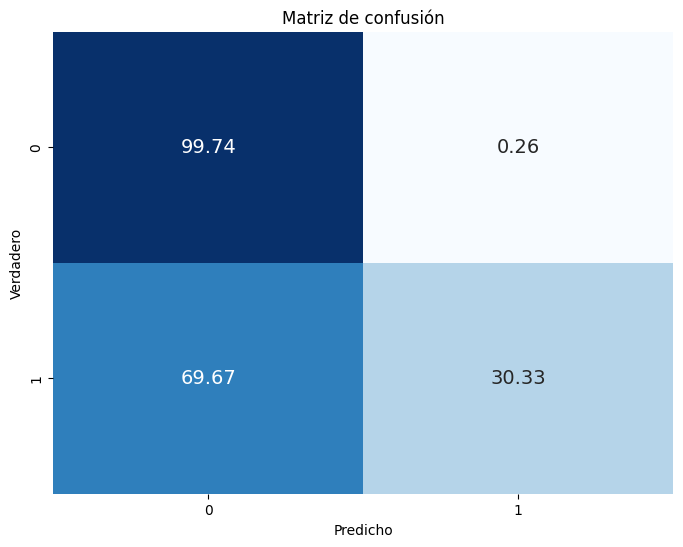 Matriz de confusión
0
99.74
0.26
Verdadero
1
69.67
30.33
0
1
Predicho